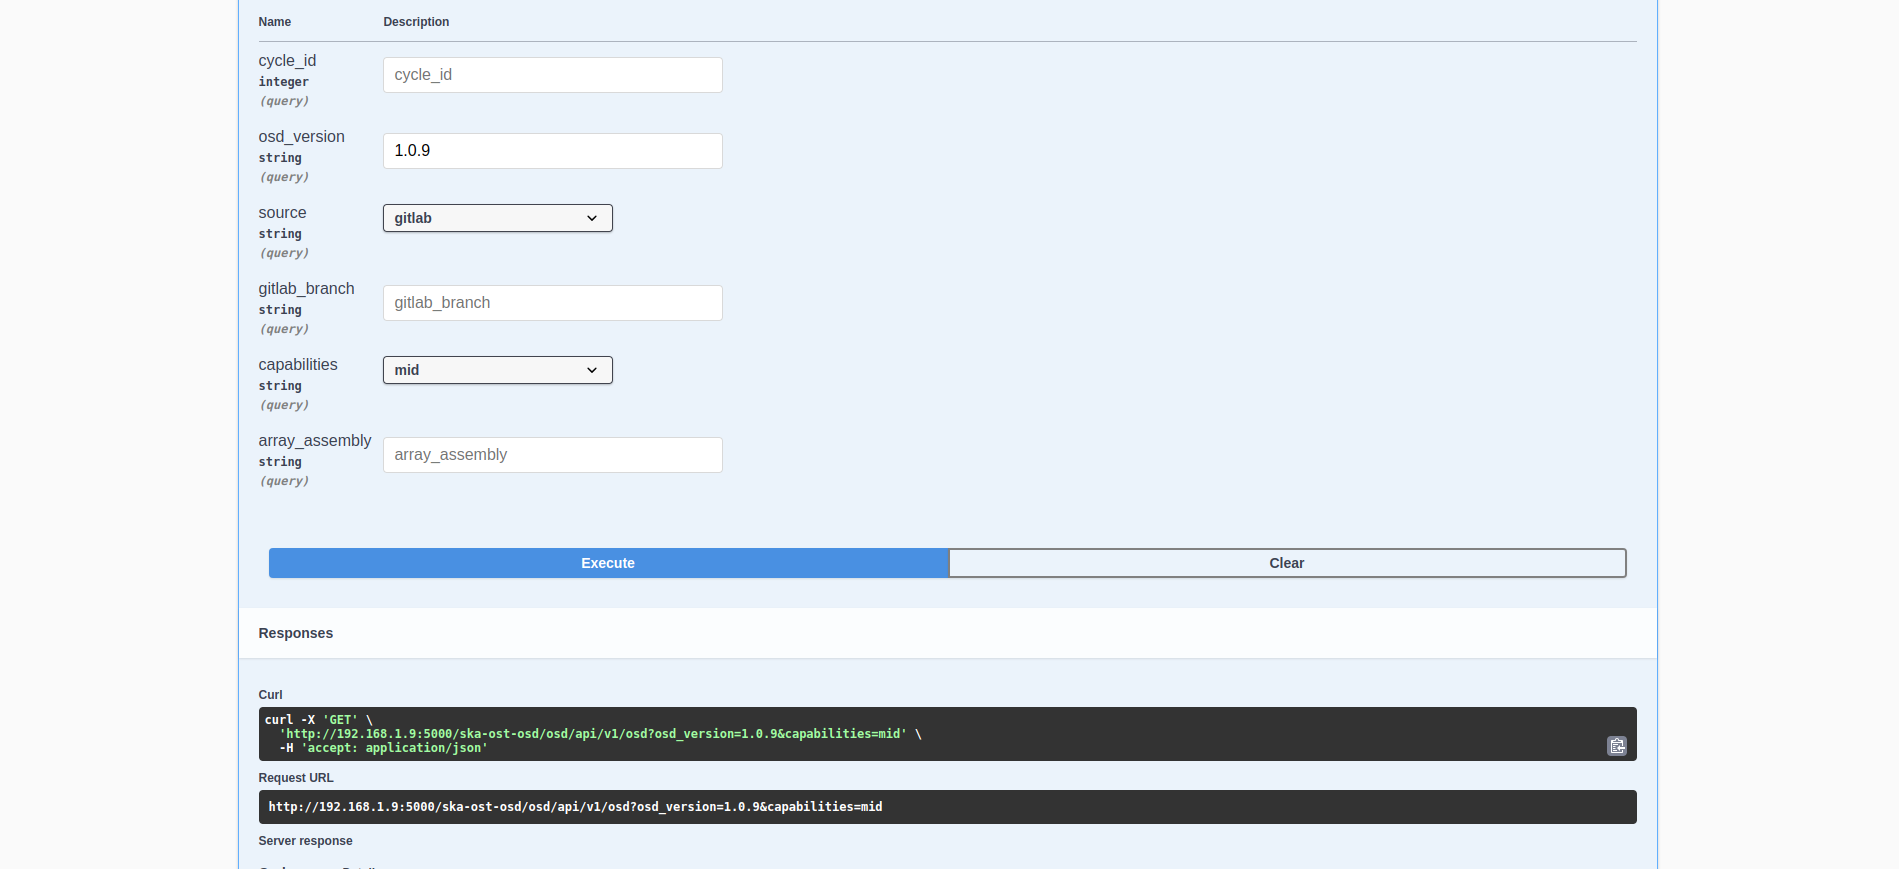 Name Description
cycle_id
integer
(query)
cycle_id
osd_version
string
(query)
1.0.9
source
string
(query)
gitlab
gitlab_branch
string
(query)
gitlab_branch
capabilities
string
(query)
mid
array_assembly
string
(query)
array_assembly
Execute Clear
Responses
Curl
curl -X 'GET' \
'http://192.168.1.9:5000/ska-ost-osd/osd/api/v1/osd?osd_version=1.0.9&capabilities=mid' \
-H 'accept: application/json'
Request URL
http://192.168.1.9:5000/ska-ost-osd/osd/api/v1/osd?osd_version=1.0.9&capabilities=mid
Server response